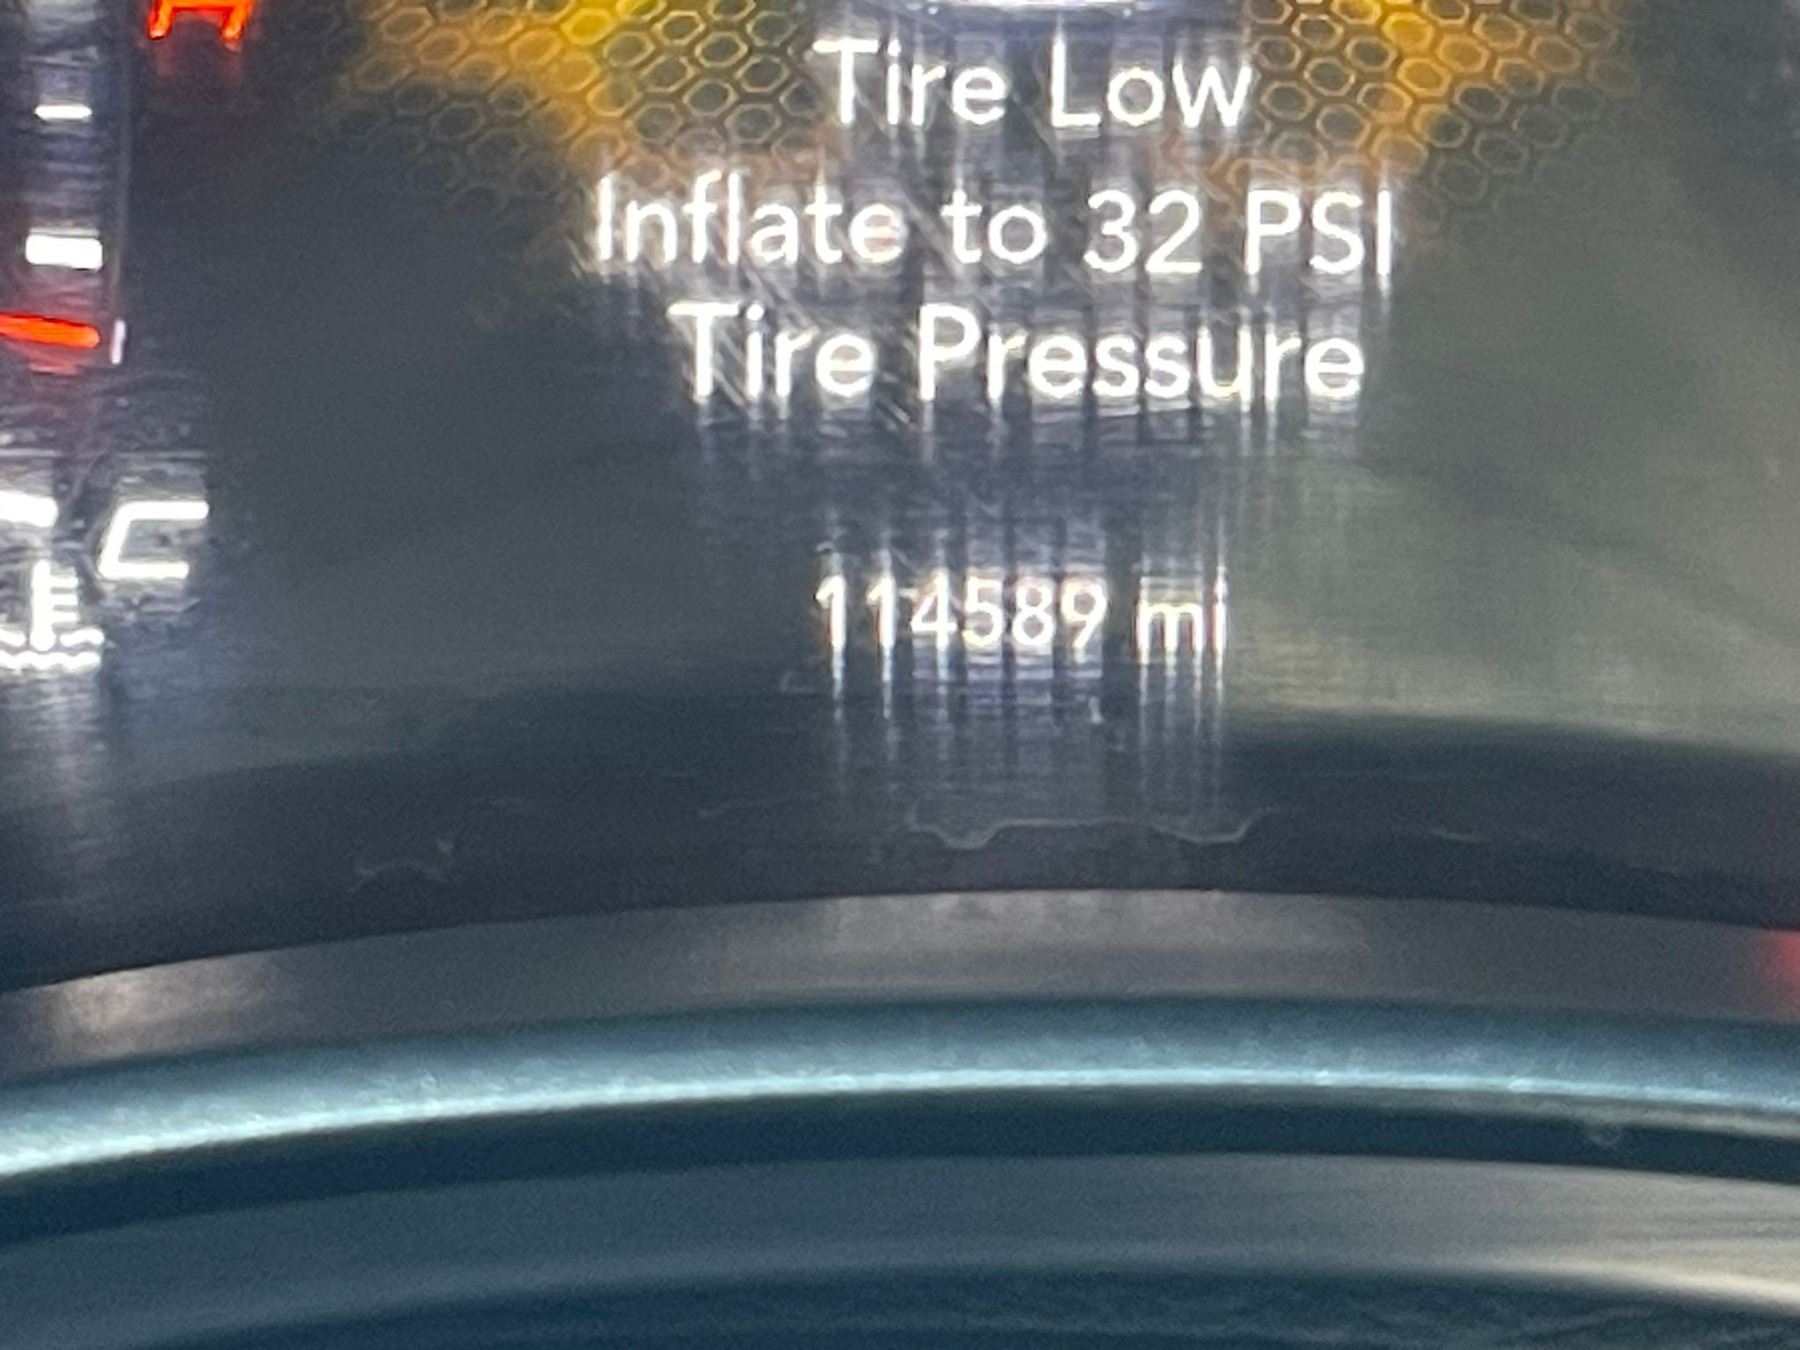 Tire Low
Inflate to 32 PSI
Tire Pressure
C
114589 mi